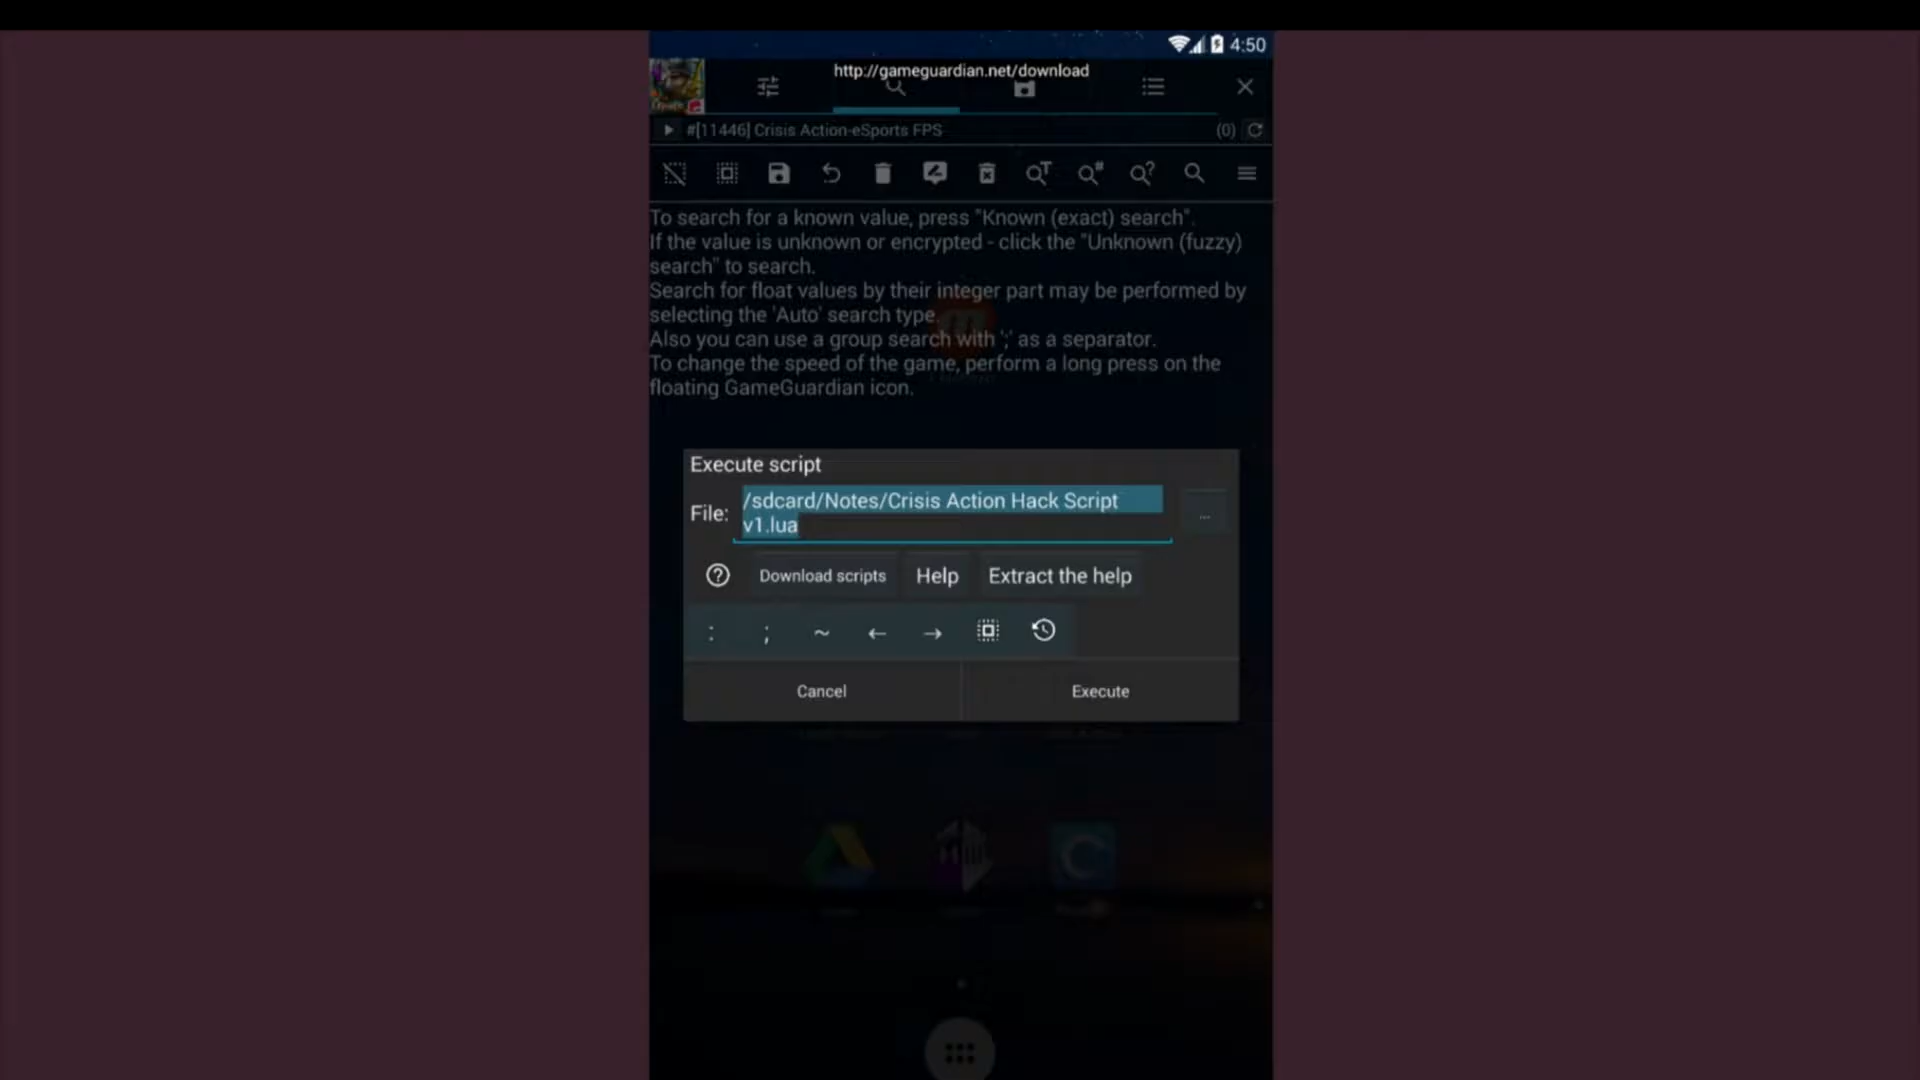 4:50
http://gameguardian.net/download
#[11446] Crisis Action-eSports FPS
(0)
To search for a known value, press "Known (exact) search".
If the value is unknown or encrypted - click the "Unknown (fuzzy)
search" to search.
Search for float values by their integer part may be performed by
selecting the 'Auto' search type.
Also you can use a group search with ';' as a separator.
To change the speed of the game, perform a long press on the
floating GameGuardian icon.
Execute script
File: /sdcard/Notes/Crisis Action Hack Script
v1.lua
...
Download scripts Help Extract the help
: ; ~ ← →
Cancel Execute